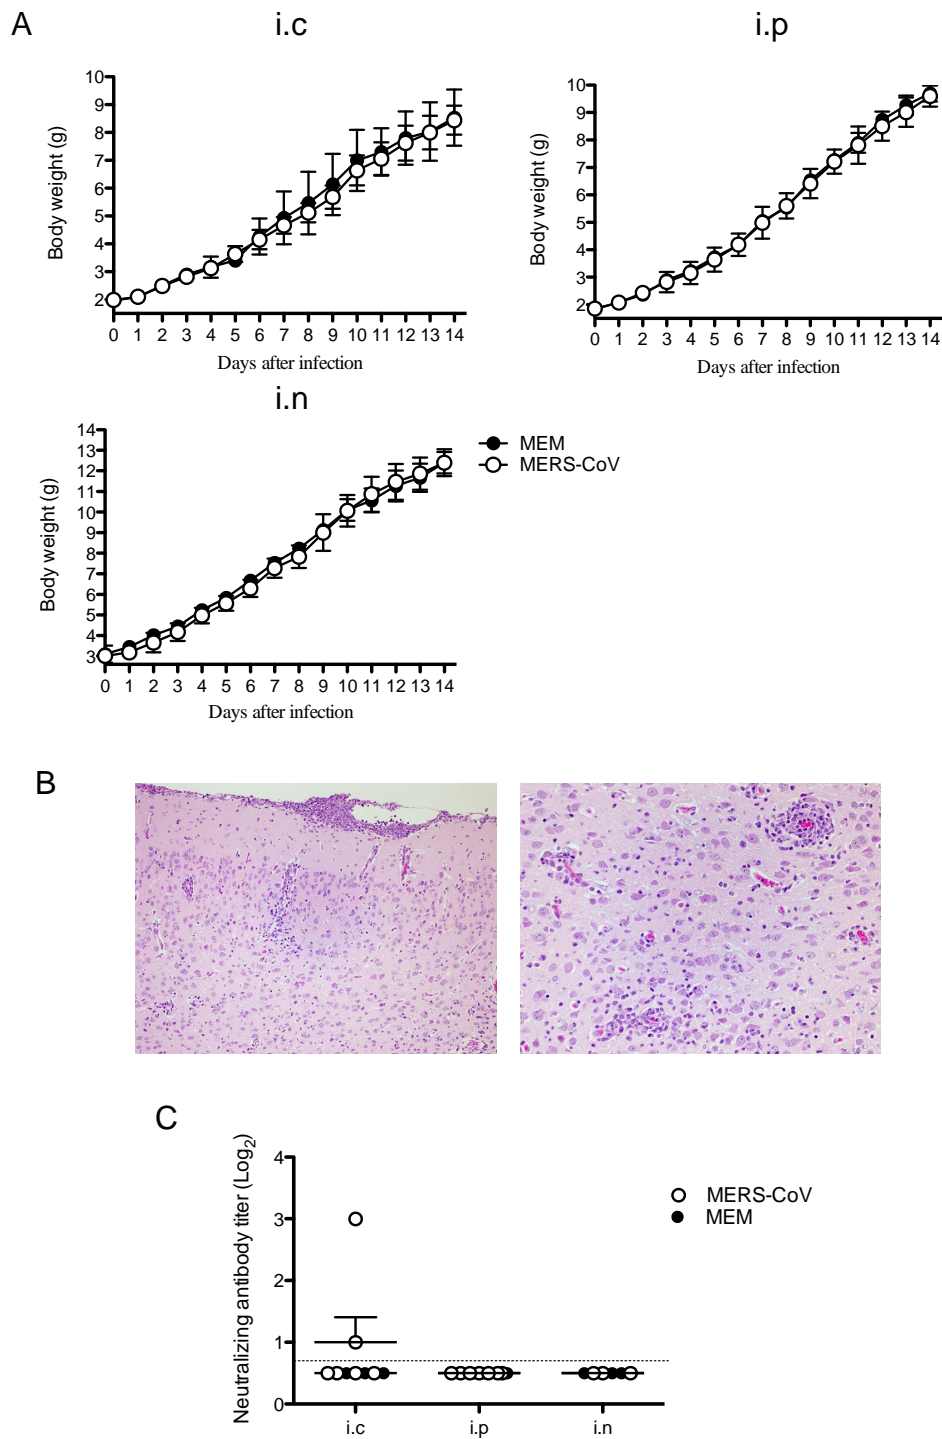 A
i.c
i.p
10
9
8
7
6
5
4
3
2
Body weight (g)
0 1 2 3 4 5 6 7 8 9 10 11 12 13 14
Days after infection
10
9
8
7
6
5
4
3
2
Body weight (g)
0 1 2 3 4 5 6 7 8 9 10 11 12 13 14
Days after infection
i.n
14
13
12
11
10
9
8
7
6
5
4
3
Body weight (g)
0 1 2 3 4 5 6 7 8 9 10 11 12 13 14
Days after infection
MEM
MERS-CoV
B
C
4
3
2
1
0
Neutralizing antibody titer (Log₂)
i.c i.p i.n
MERS-CoV
MEM